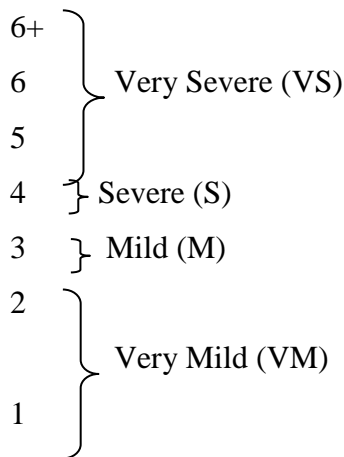 6+
6 Very Severe (VS)
5
4 Severe (S)
3 Mild (M)
2
Very Mild (VM)
1